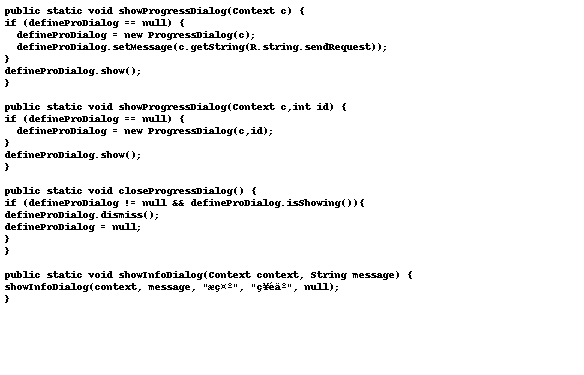 public static void showProgressDialog(Context c) {
if (defineProDialog == null) {
defineProDialog = new ProgressDialog(c);
defineProDialog.setMessage(c.getString(R.string.sendRequest));
}
defineProDialog.show();
}
public static void showProgressDialog(Context c,int id) {
if (defineProDialog == null) {
defineProDialog = new ProgressDialog(c,id);
}
defineProDialog.show();
}
public static void closeProgressDialog() {
if (defineProDialog != null && defineProDialog.isShowing()){
defineProDialog.dismiss();
defineProDialog = null;
}
}
public static void showInfoDialog(Context context, String message) {
showInfoDialog(context, message, "æç¤º", "ç¡®å®", null);
}